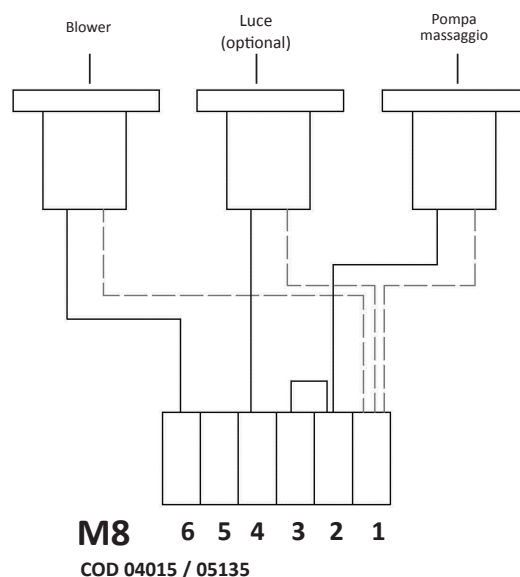 Blower
Luce
(optional)
Pompa
massaggio
M8 6 5 4 3 2 1
COD 04015 / 05135